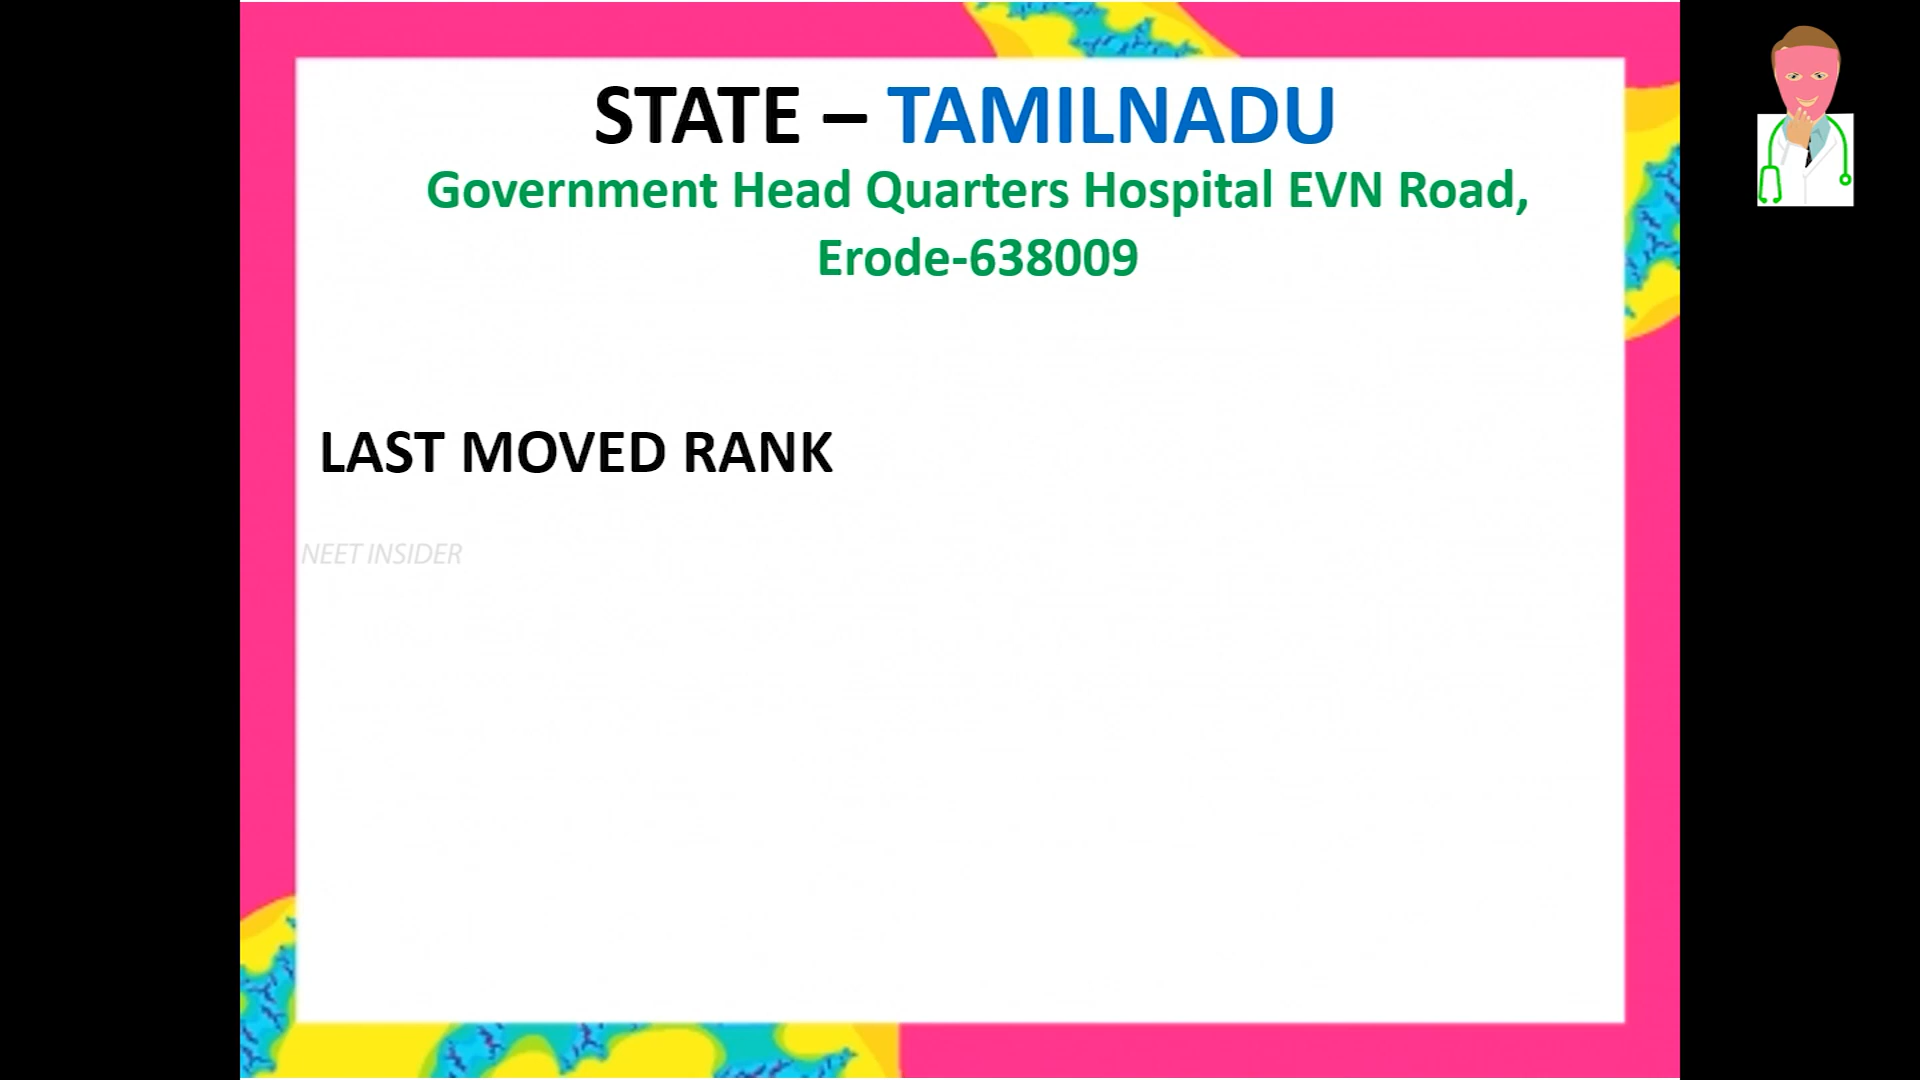 STATE – TAMILNADU
Government Head Quarters Hospital EVN Road,
Erode-638009
LAST MOVED RANK
NEET INSIDER